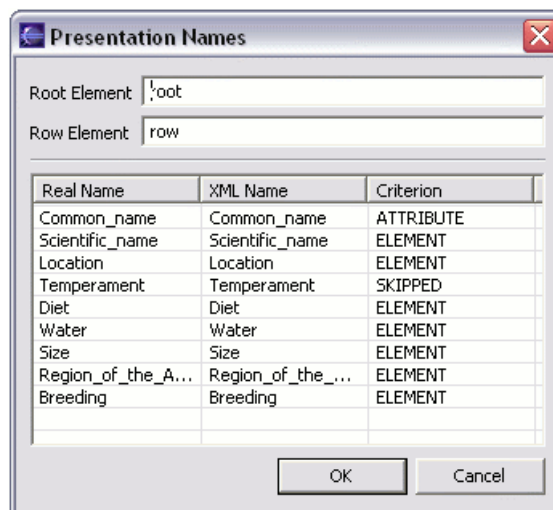 Presentation Names
Root Element root
Row Element row
Real Name XML Name Criterion
Common_name Common_name ATTRIBUTE
Scientific_name Scientific_name ELEMENT
Location Location ELEMENT
Temperament Temperament SKIPPED
Diet Diet ELEMENT
Water Water ELEMENT
Size Size ELEMENT
Region_of_the_A... Region_of_the_... ELEMENT
Breeding Breeding ELEMENT
OK Cancel